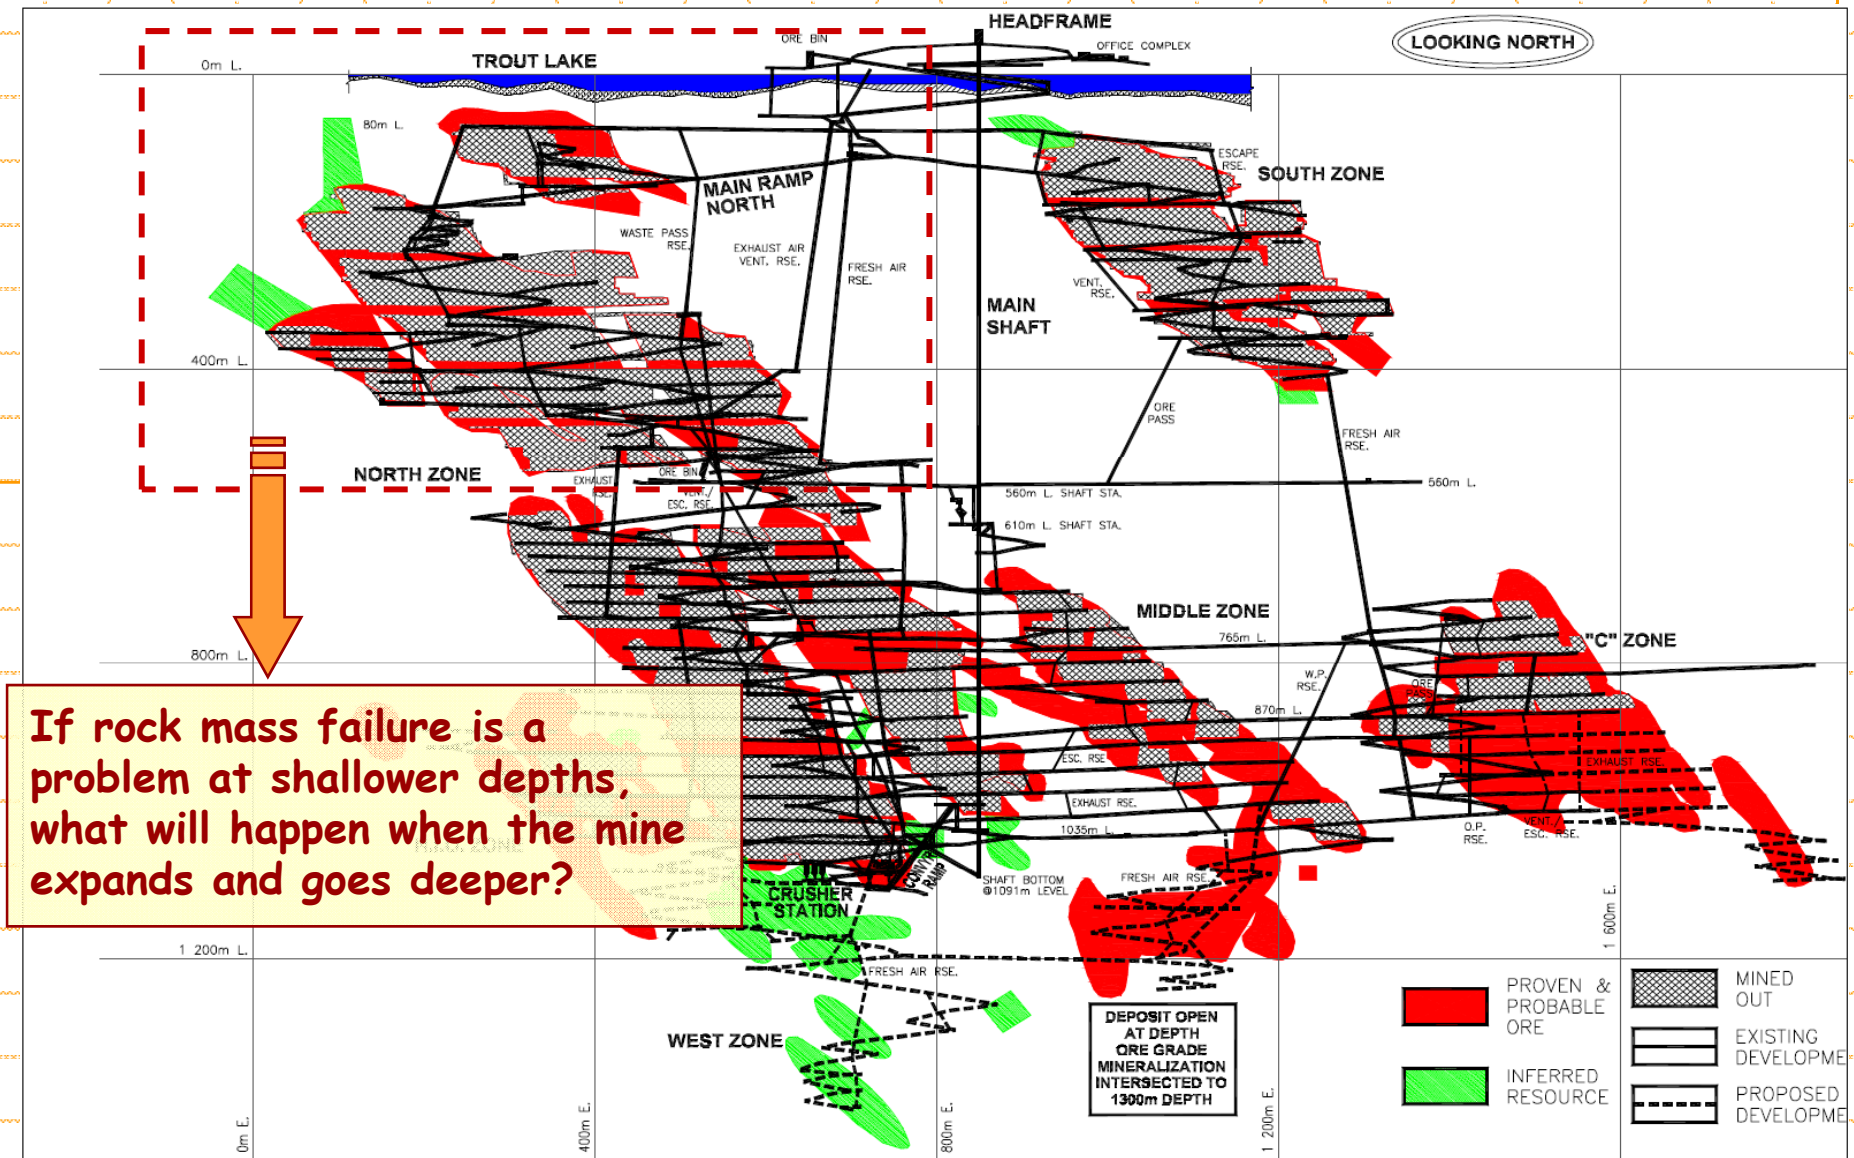 HEADFRAME
ORE BIN
OFFICE COMPLEX
LOOKING NORTH
TROUT LAKE
0m L.
80m L.
ESCAPE
RSE.
SOUTH ZONE
MAIN RAMP
NORTH
WASTE PASS
RSE.
EXHAUST AIR
VENT. RSE.
FRESH AIR
RSE.
VENT.
RSE.
MAIN
SHAFT
400m L.
ORE
PASS
FRESH AIR
RSE.
NORTH ZONE
EXHAUST
RSE.
ORE BIN
VENT./
ESC. RSE.
560m L. SHAFT STA.
560m L.
610m L. SHAFT STA.
MIDDLE ZONE
765m L.
"C" ZONE
800m L.
W.P.
RSE.
ORE
PASS
870m L.
If rock mass failure is a
problem at shallower depths,
what will happen when the mine
expands and goes deeper?
ESC. RSE
EXHAUST RSE.
EXHAUST RSE.
1035m L.
O.P.
RSE.
VENT./
ESC. RSE.
CONVYR
RAMP
SHAFT BOTTOM
@1091m LEVEL
FRESH AIR RSE.
CRUSHER
STATION
1 200m L.
FRESH AIR RSE.
WEST ZONE
DEPOSIT OPEN
AT DEPTH
ORE GRADE
MINERALIZATION
INTERSECTED TO
1300m DEPTH
PROVEN &
PROBABLE
ORE
INFERRED
RESOURCE
MINED
OUT
EXISTING
DEVELOPME
PROPOSED
DEVELOPME
0m E.
400m E.
800m E.
1 200m E.
1 600m E.